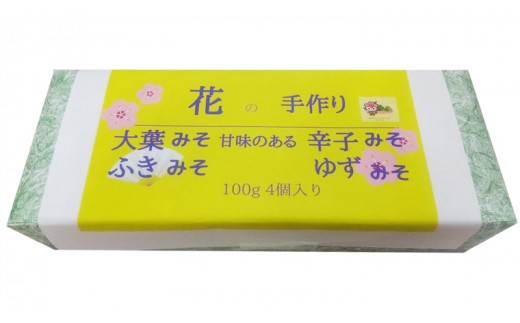 花の手作り
大葉みそ 甘味のある 辛子みそ
ふきみそ ゆずみそ
100g 4個入り